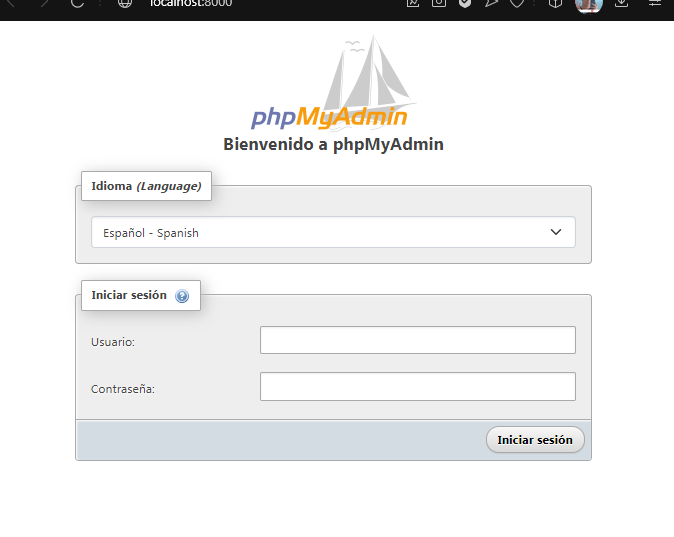 localhost:8000
phpMyAdmin
Bienvenido a phpMyAdmin
Idioma (Language)
Español - Spanish
Iniciar sesión
Usuario:
Contraseña:
Iniciar sesión